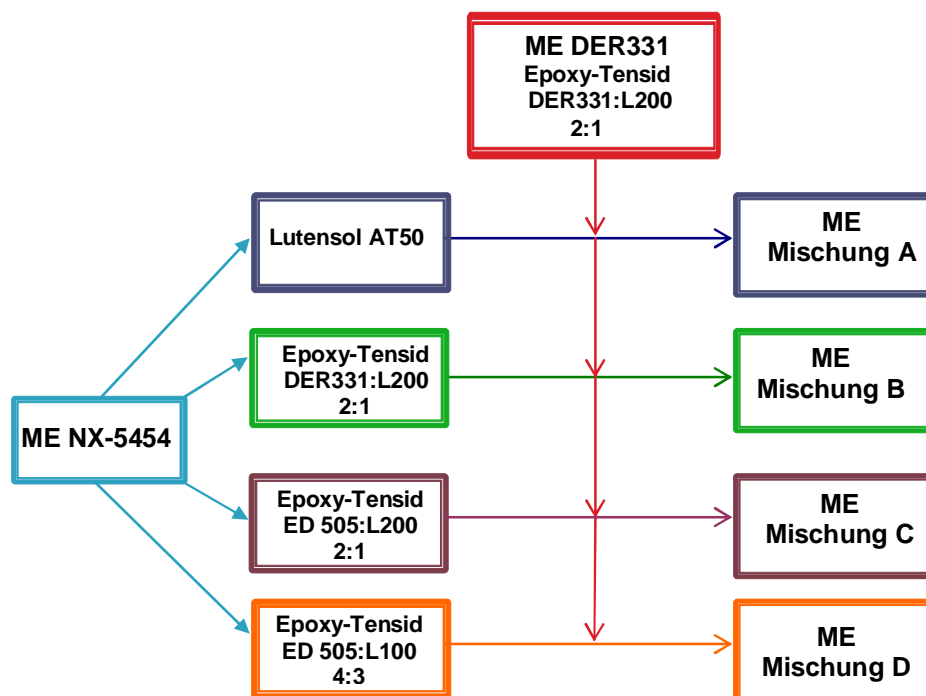 ME DER331
Epoxy-Tensid
DER331:L200
2:1
Lutensol AT50
ME
Mischung A
Epoxy-Tensid
DER331:L200
2:1
ME
Mischung B
ME NX-5454
Epoxy-Tensid
ED 505:L200
2:1
ME
Mischung C
Epoxy-Tensid
ED 505:L100
4:3
ME
Mischung D